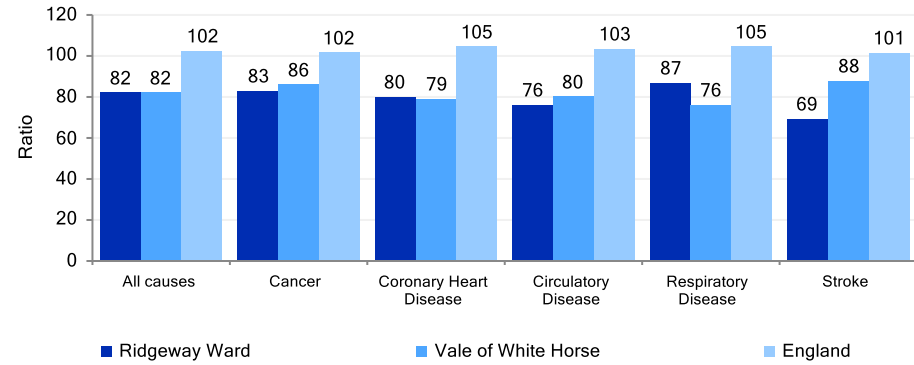 120
100
80
60
40
20
0
Ratio
82 82 102
83 86 102
80 79 105
76 80 103
87 76 105
69 88 101
All causes
Cancer
Coronary Heart
Disease
Circulatory
Disease
Respiratory
Disease
Stroke
Ridgeway Ward
Vale of White Horse
England